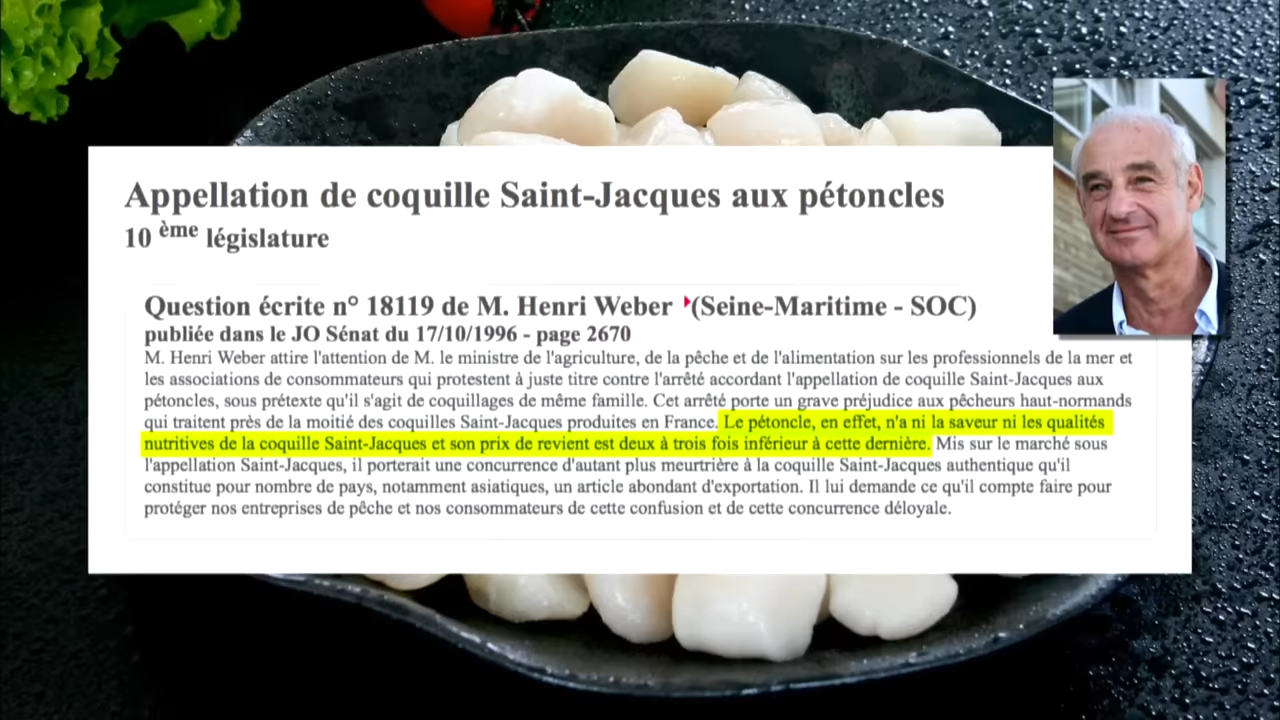 Appellation de coquille Saint-Jacques aux pétoncles
10 ème législature
Question écrite n° 18119 de M. Henri Weber (Seine-Maritime - SOC)
publiée dans le JO Sénat du 17/10/1996 - page 2670
M. Henri Weber attire l'attention de M. le ministre de l'agriculture, de la pêche et de l'alimentation sur les professionnels de la mer et
les associations de consommateurs qui protestent à juste titre contre l'arrêté accordant l'appellation de coquille Saint-Jacques aux
pétoncles, sous prétexte qu'il s'agit de coquillages de même famille. Cet arrêté porte un grave préjudice aux pêcheurs haut-normands
qui traitent près de la moitié des coquilles Saint-Jacques produites en France. Le pétoncle, en effet, n'a ni la saveur ni les qualités
nutritives de la coquille Saint-Jacques et son prix de revient est deux à trois fois inférieur à cette dernière. Mis sur le marché sous
l'appellation Saint-Jacques, il porterait une concurrence d'autant plus meurtrière à la coquille Saint-Jacques authentique qu'il
constitue pour nombre de pays, notamment asiatiques, un article abondant d'exportation. Il lui demande ce qu'il compte faire pour
protéger nos entreprises de pêche et nos consommateurs de cette confusion et de cette concurrence déloyale.